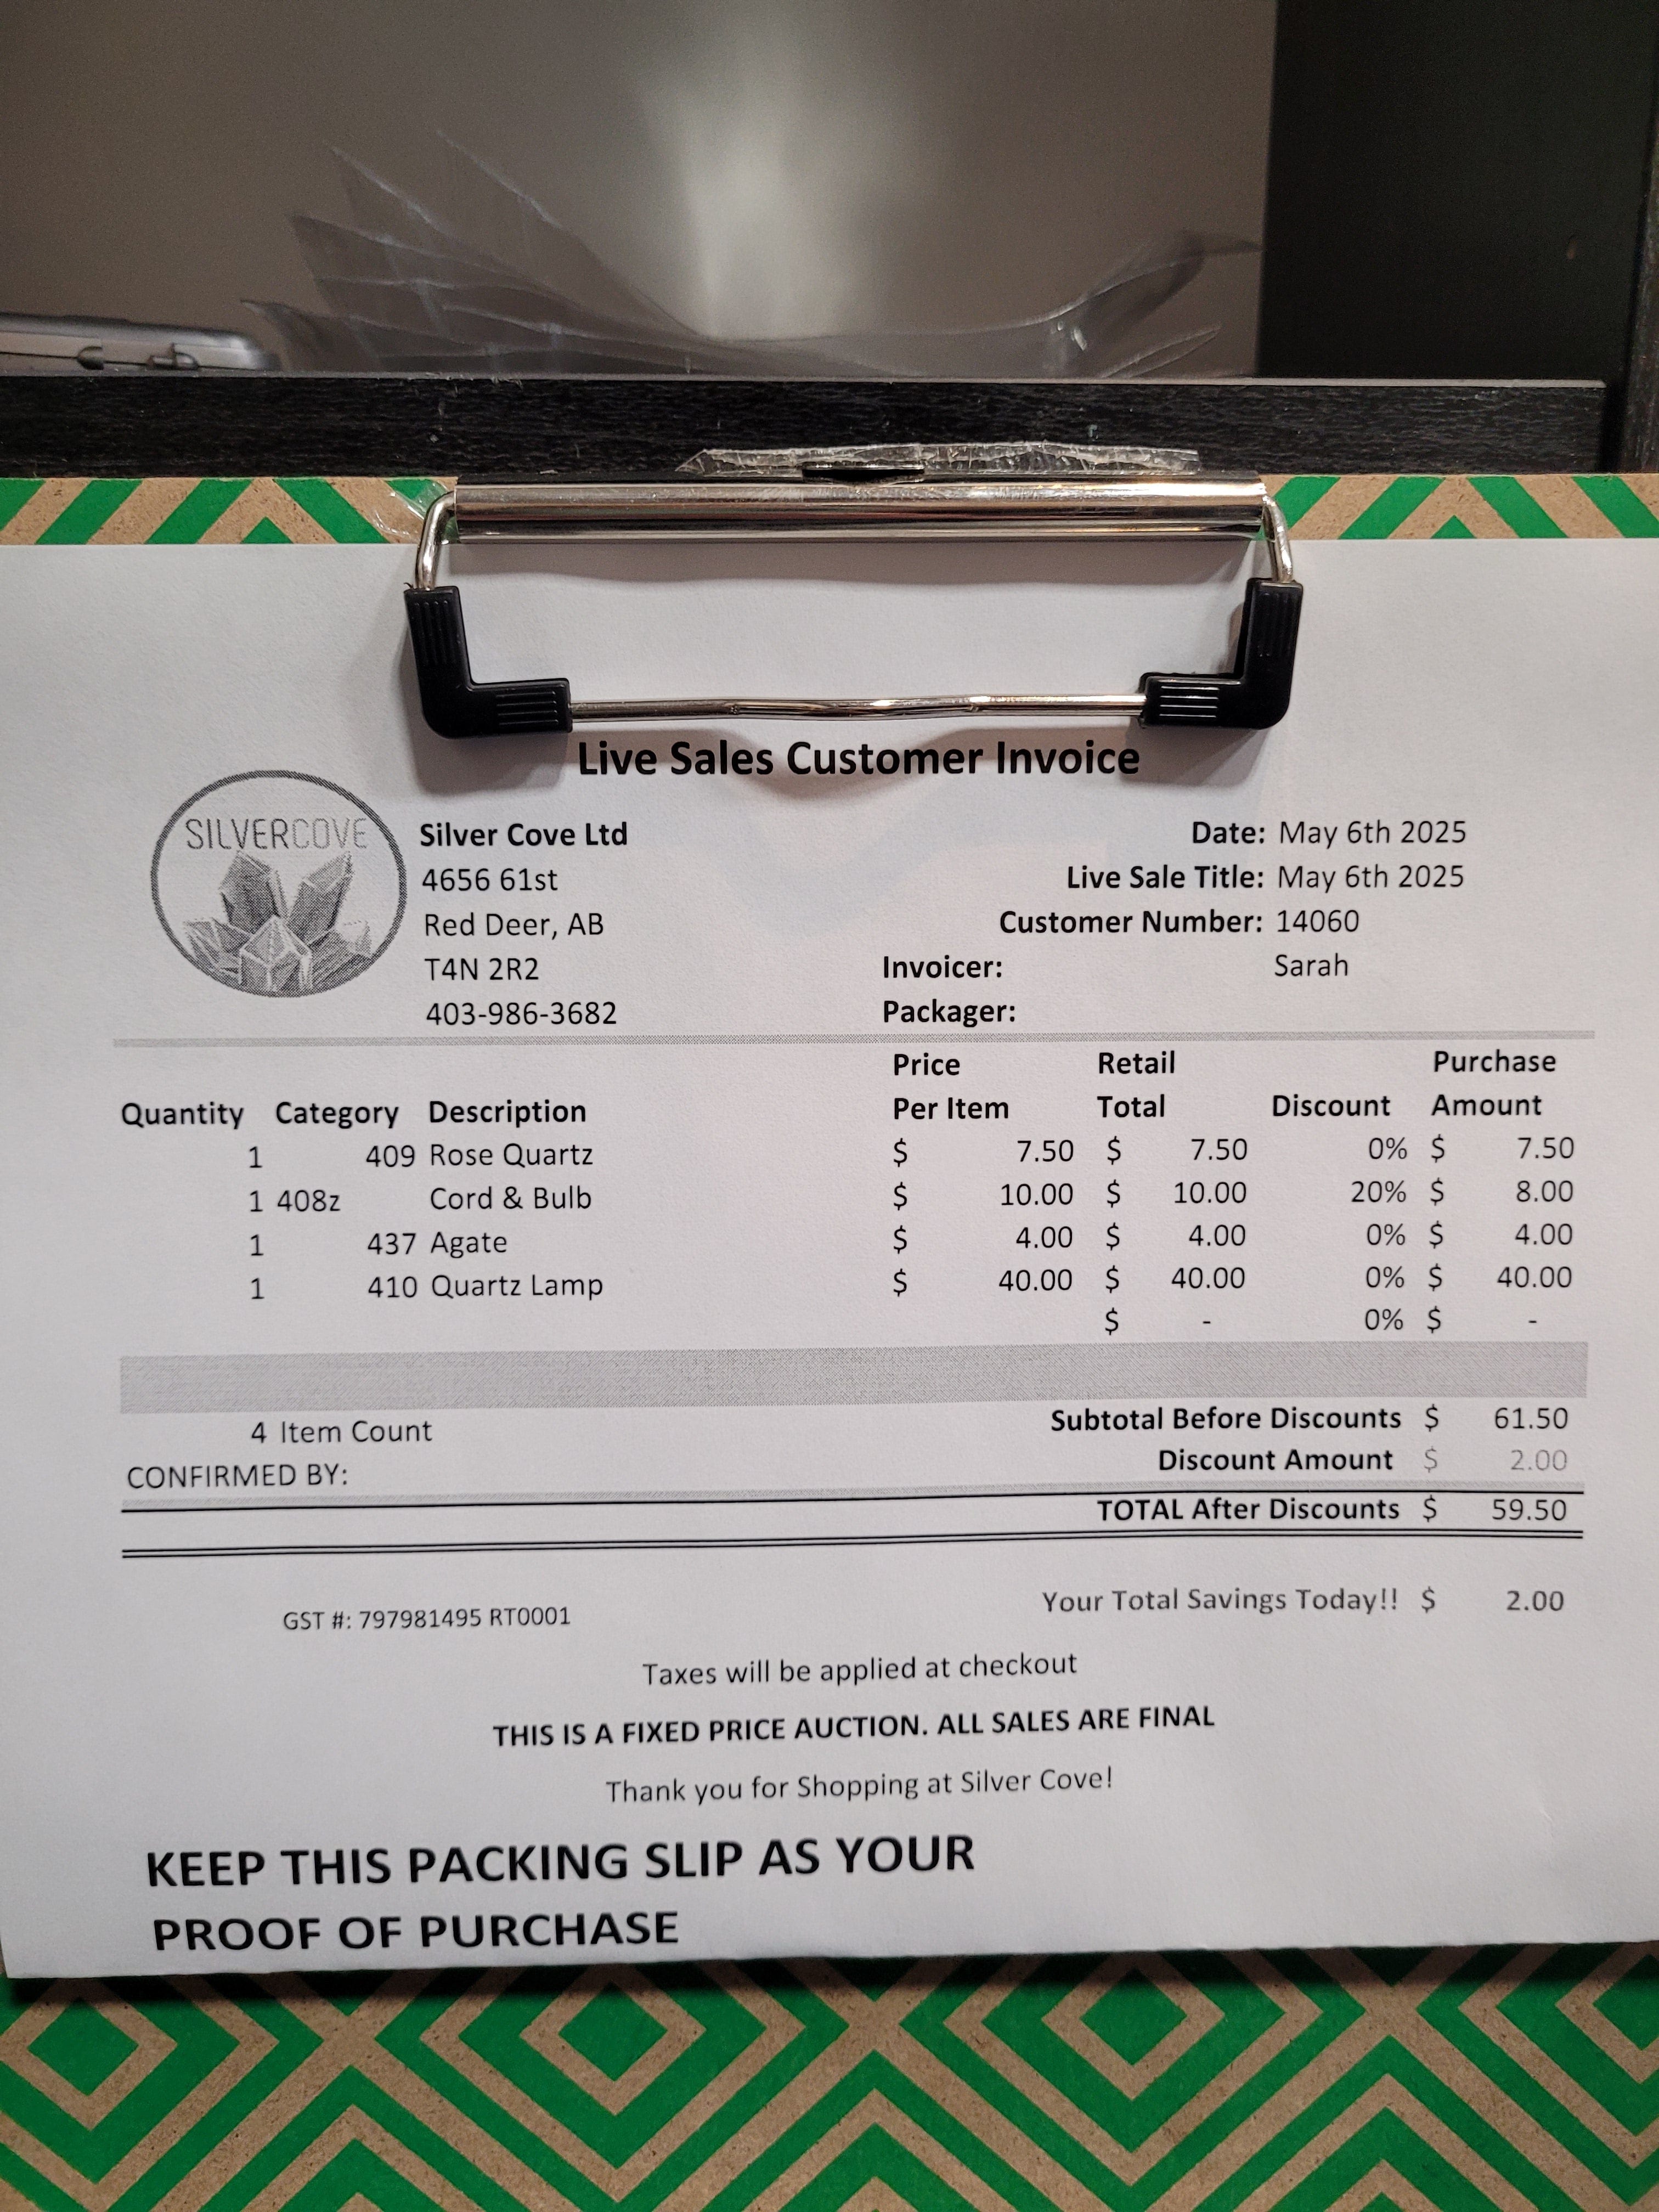 Live Sales Customer Invoice
SILVERCOVE
Silver Cove Ltd
4656 61st
Red Deer, AB
T4N 2R2
403-986-3682
Date: May 6th 2025
Live Sale Title: May 6th 2025
Customer Number: 14060
Invoicer: Sarah
Packager:
Price Retail Purchase
Quantity Category Description Per Item Total Discount Amount
1 409 Rose Quartz $ 7.50 $ 7.50 0% $ 7.50
1 408z Cord & Bulb $ 10.00 $ 10.00 20% $ 8.00
1 437 Agate $ 4.00 $ 4.00 0% $ 4.00
1 410 Quartz Lamp $ 40.00 $ 40.00 0% $ 40.00
$ - 0% $ -
4 Item Count
CONFIRMED BY:
Subtotal Before Discounts $ 61.50
Discount Amount $ 2.00
TOTAL After Discounts $ 59.50
Your Total Savings Today!! $ 2.00
GST #: 797981495 RT0001
Taxes will be applied at checkout
THIS IS A FIXED PRICE AUCTION. ALL SALES ARE FINAL
Thank you for Shopping at Silver Cove!
KEEP THIS PACKING SLIP AS YOUR
PROOF OF PURCHASE